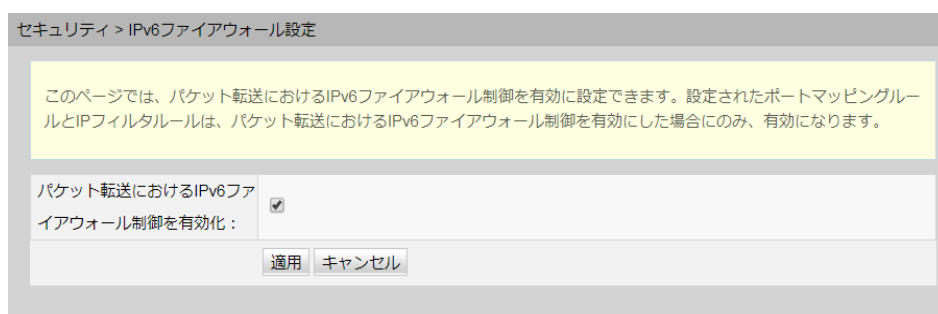 セキュリティ > IPv6ファイアウォール設定
このページでは、パケット転送におけるIPv6ファイアウォール制御を有効に設定できます。設定されたポートマッピングルー
ルとIPフィルタルールは、パケット転送におけるIPv6ファイアウォール制御を有効にした場合にのみ、有効になります。
パケット転送におけるIPv6ファ
イアウォール制御を有効化：
適用 キャンセル